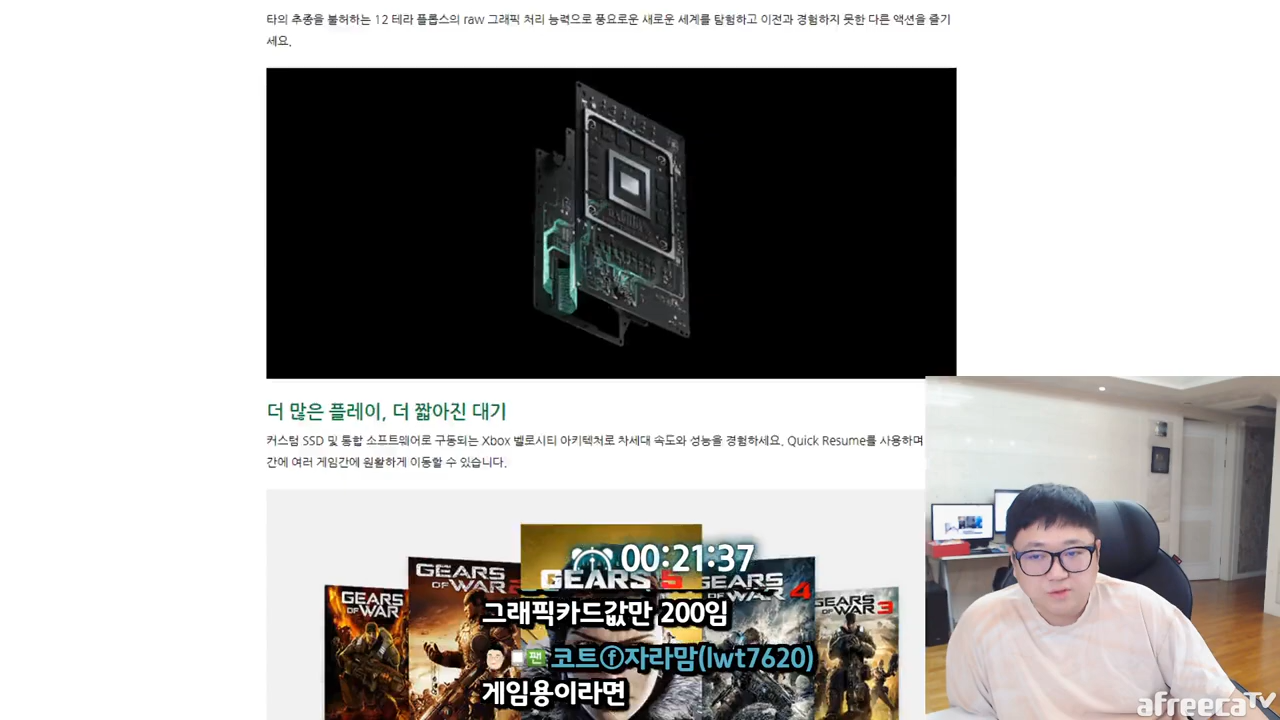 타의 추종을 불허하는 12 테라 플롭스의 raw 그래픽 처리 능력으로 풍요로운 새로운 세계를 탐험하고 이전과 경험하지 못한 다른 액션을 즐기
세요.
더 많은 플레이, 더 짧아진 대기
커스텀 SSD 및 통합 소프트웨어로 구동되는 Xbox 벨로시티 아키텍처로 차세대 속도와 성능을 경험하세요. Quick Resume를 사용하며
간에 여러 게임간에 원활하게 이동할 수 있습니다.
00:21:37
GEARS 5
GEARS OF WAR
GEARS OF WAR
GEARS 4
GEARS OF WAR 3
그래픽카드값만 200임
팬 코트ⓕ자라맘(lwt7620)
게임용이라면
afreecaTV